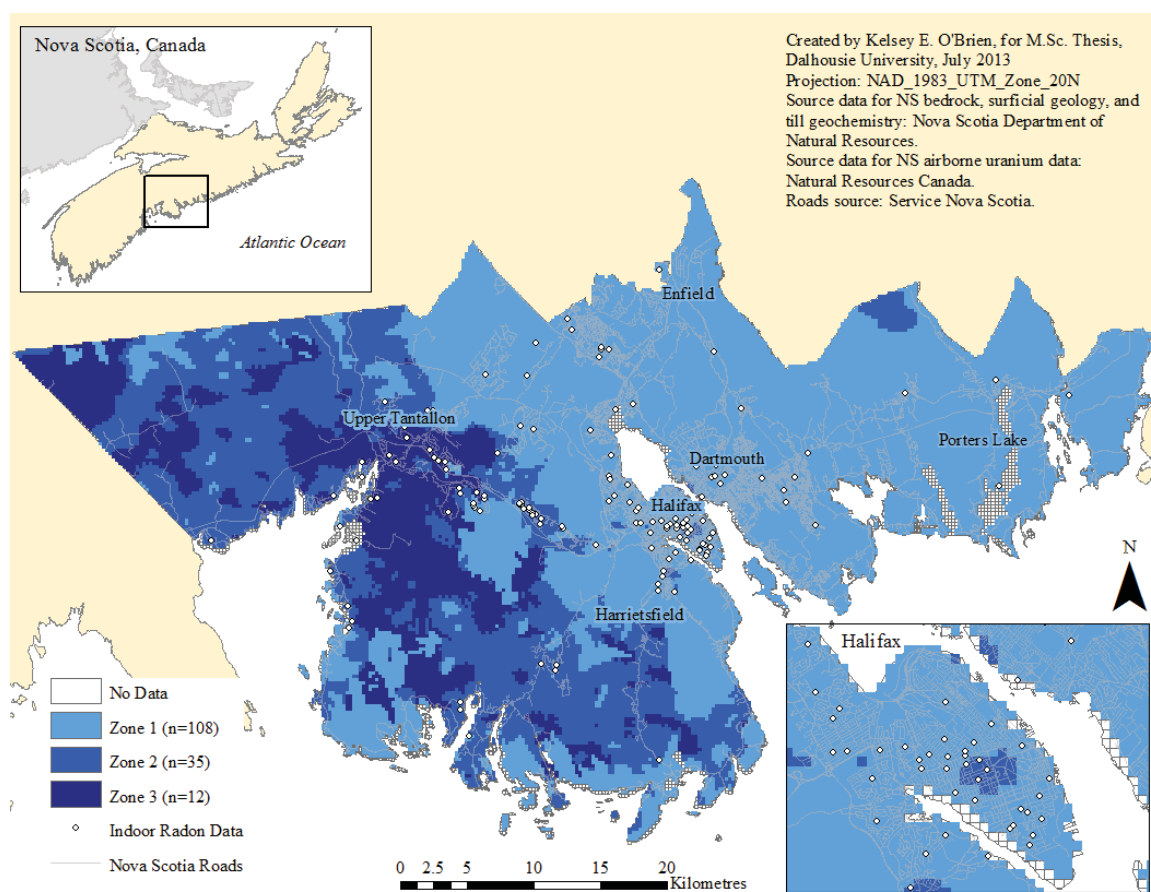 Nova Scotia, Canada
Atlantic Ocean
Created by Kelsey E. O'Brien, for M.Sc. Thesis,
Dalhousie University, July 2013
Projection: NAD_1983_UTM_Zone_20N
Source data for NS bedrock, surficial geology, and
till geochemistry: Nova Scotia Department of
Natural Resources.
Source data for NS airborne uranium data:
Natural Resources Canada.
Roads source: Service Nova Scotia.
Enfield
Upper Tantallon
Porters Lake
Dartmouth
Halifax
Harrietsfield
N
Halifax
No Data
Zone 1 (n=108)
Zone 2 (n=35)
Zone 3 (n=12)
Indoor Radon Data
Nova Scotia Roads
0 2.5 5 10 15 20
Kilometres